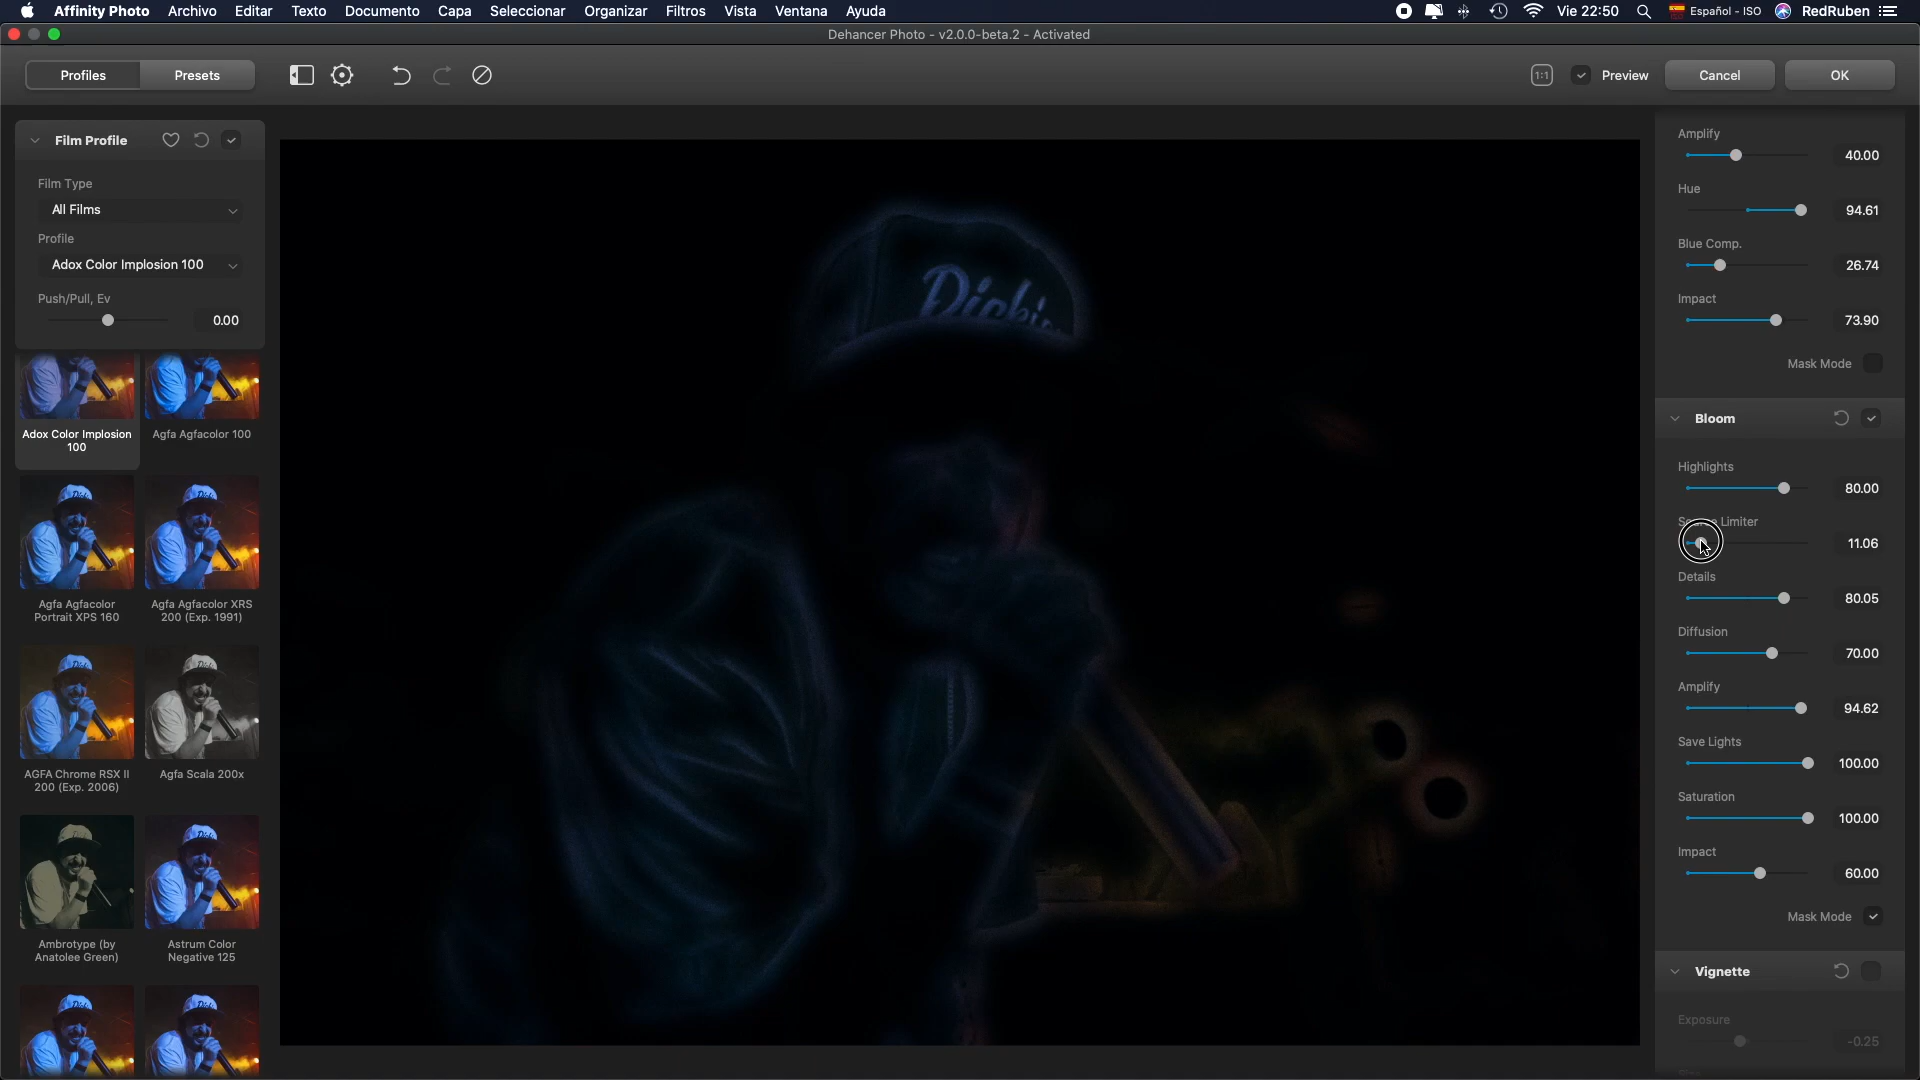 Affinity Photo Archivo Editar Texto Documento Capa Seleccionar Organizar Filtros Vista Ventana Ayuda Vie 22:50 Español - ISO RedRuben
Dehancer Photo - v2.0.0-beta.2 - Activated
Profiles Presets 1:1 Preview Cancel OK
Film Profile
Film Type
All Films
Profile
Adox Color Implosion 100
Push/Pull, Ev
0.00
Adox Color Implosion
100
Agfa Agfacolor 100
Agfa Agfacolor
Portrait XPS 160
Agfa Agfacolor XRS
200 (Exp. 1991)
AGFA Chrome RSX II
200 (Exp. 2006)
Agfa Scala 200x
Ambrotype (by
Anatolee Green)
Astrum Color
Negative 125
Amplify
40.00
Hue
94.61
Blue Comp.
26.74
Impact
73.90
Mask Mode
Bloom
Highlights
80.00
Limiter
11.06
Details
80.05
Diffusion
70.00
Amplify
94.62
Save Lights
100.00
Saturation
100.00
Impact
60.00
Mask Mode
Vignette
Exposure
-0.25